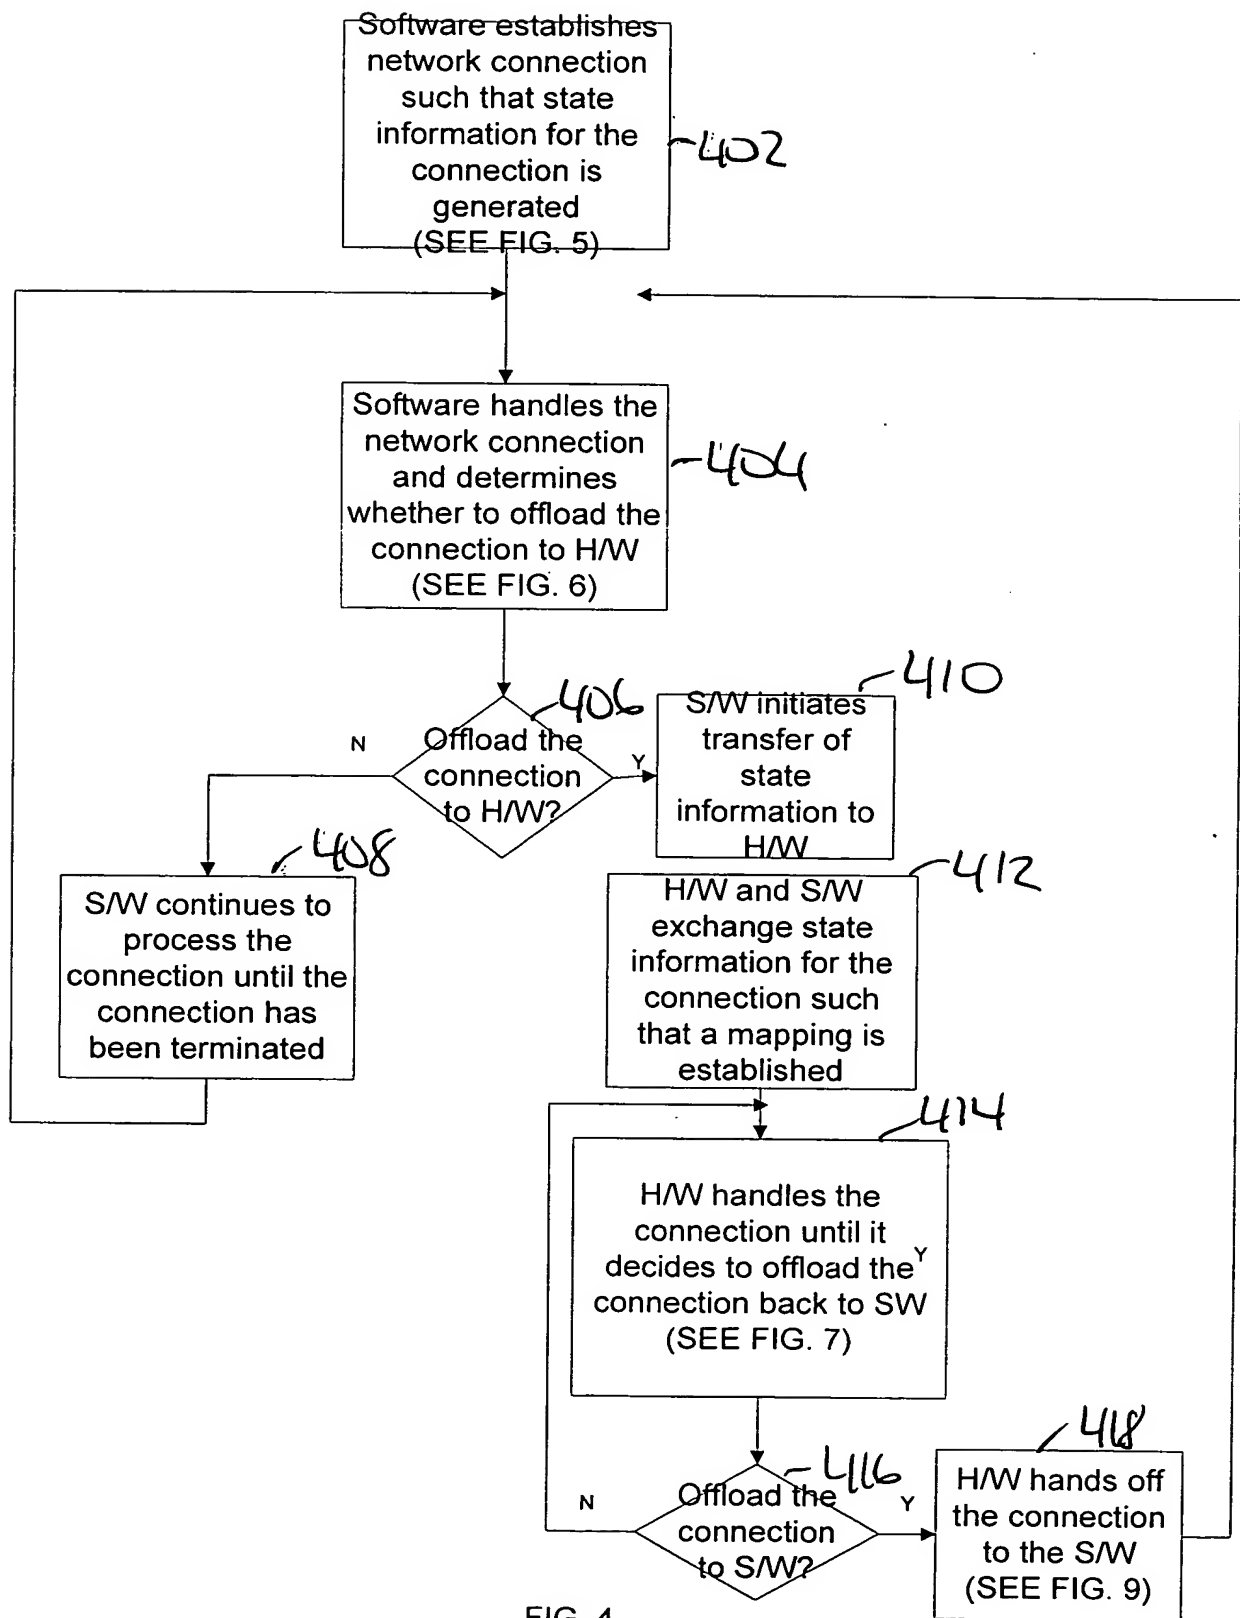 Software establishes
network connection
such that state
information for the
connection is
generated
(SEE FIG. 5)
402
Software handles the
network connection
and determines
whether to offload the
connection to H/W
(SEE FIG. 6)
404
406
Offload the
connection
to H/W?
N
Y
410
S/W initiates
transfer of
state
information to
H/W
408
S/W continues to
process the
connection until the
connection has
been terminated
412
H/W and S/W
exchange state
information for the
connection such
that a mapping is
established
414
H/W handles the
connection until it
decides to offload the
Y
connection back to SW
(SEE FIG. 7)
416
Offload the
connection
to S/W?
N
Y
418
H/W hands off
the connection
to the S/W
(SEE FIG. 9)
FIG. 4